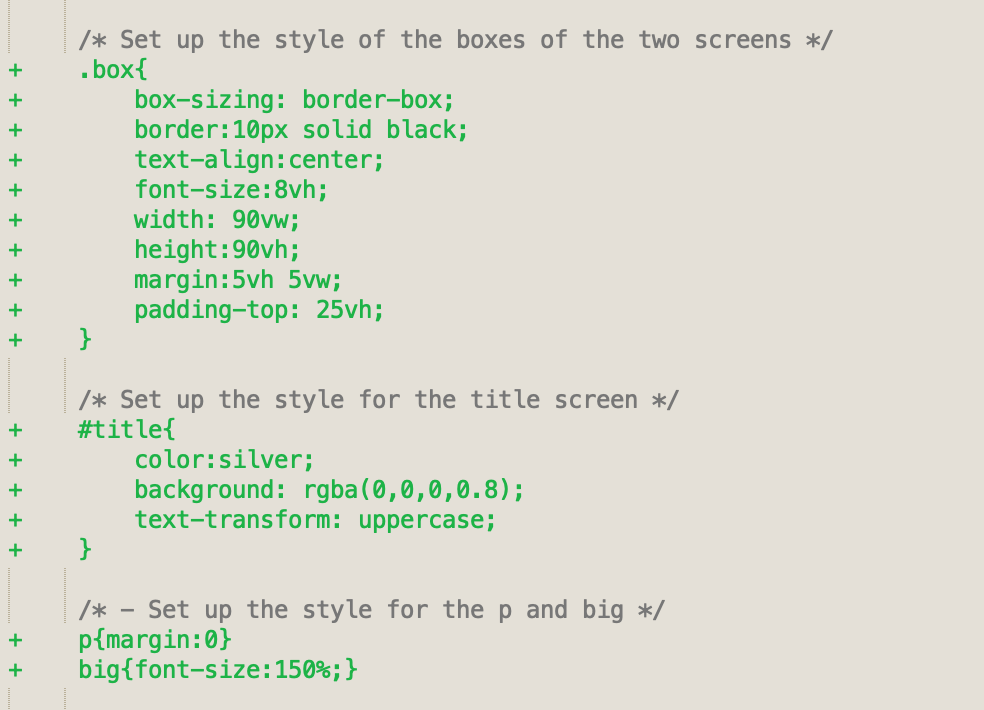 /* Set up the style of the boxes of the two screens */
+ .box{
+ box-sizing: border-box;
+ border:10px solid black;
+ text-align:center;
+ font-size:8vh;
+ width: 90vw;
+ height:90vh;
+ margin:5vh 5vw;
+ padding-top: 25vh;
+ }
/* Set up the style for the title screen */
+ #title{
+ color:silver;
+ background: rgba(0,0,0,0.8);
+ text-transform: uppercase;
+ }
/* - Set up the style for the p and big */
+ p{margin:0}
+ big{font-size:150%;}